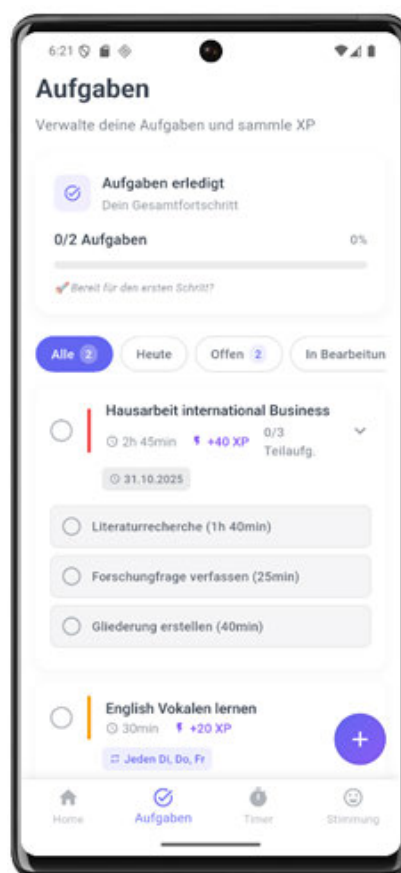 6:21
Aufgaben
Verwalte deine Aufgaben und sammle XP
Aufgaben erledigt
Dein Gesamtfortschritt
0/2 Aufgaben 0%
🚀 Bereit für den ersten Schritt?
Alle 2 Heute Offen 2 In Bearbeitun
Hausarbeit international Business
2h 45min +40 XP 0/3
Teilaufg.
31.10.2025
Literaturrecherche (1h 40min)
Forschungfrage verfassen (25min)
Gliederung erstellen (40min)
English Vokalen lernen
30min +20 XP
Jeden Di, Do, Fr
+
Home Aufgaben Timer Stimmung